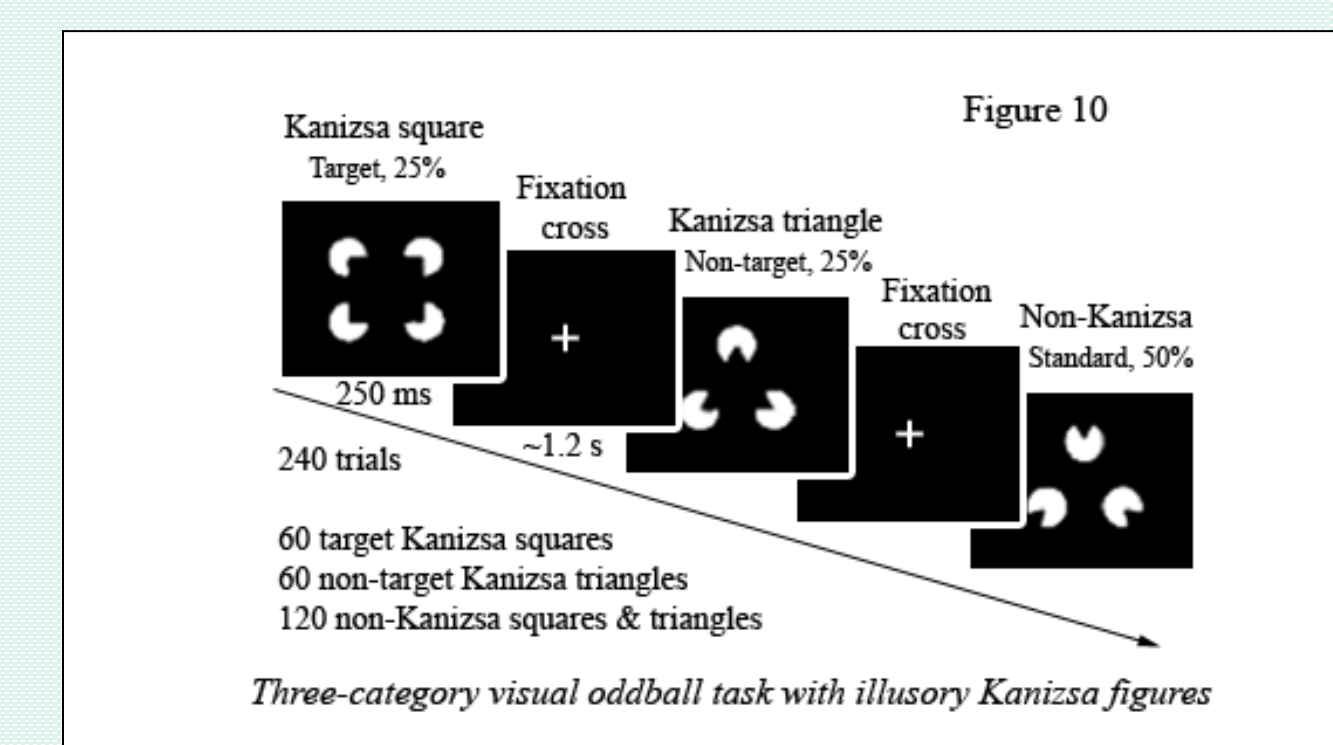 Figure 10
Kanizsa square
Target, 25%
Fixation
cross
Kanizsa triangle
Non-target, 25%
Fixation
cross
Non-Kanizsa
Standard, 50%
250 ms
~1.2 s
240 trials
60 target Kanizsa squares
60 non-target Kanizsa triangles
120 non-Kanizsa squares & triangles
Three-category visual oddball task with illusory Kanizsa figures